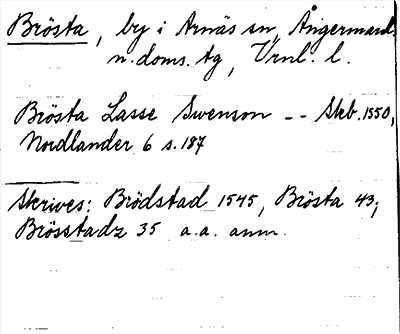 Brösta, by i Arnäs sn, Ångermanl.
n. doms. tg, Vrnl. l.
Brösta Lasse Swenson -- Skb. 1550,
Nordlander 6 s. 187
Skrives: Brödstad 1545, Brösta 43;
Brösstadz 35 a.a. anm.